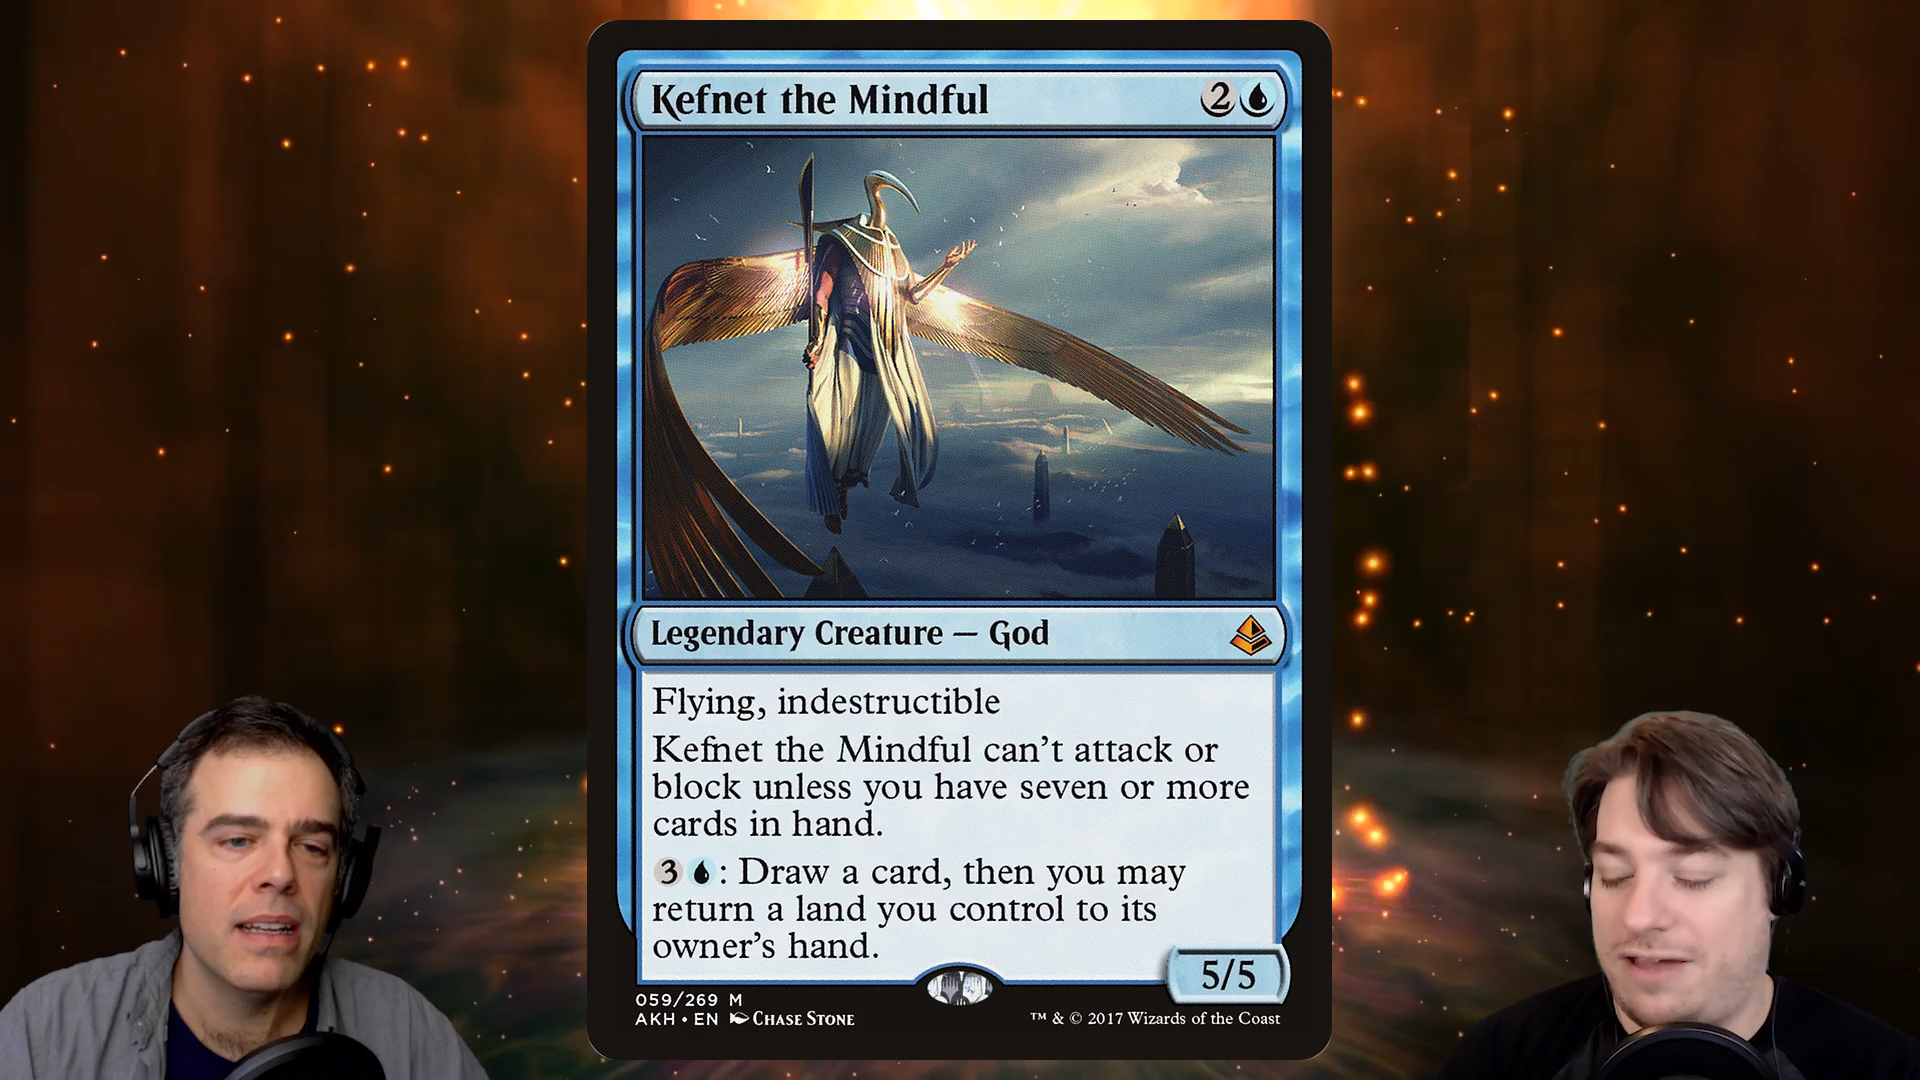 Kefnet the Mindful 2
Legendary Creature — God
Flying, indestructible
Kefnet the Mindful can't attack or
block unless you have seven or more
cards in hand.
3 : Draw a card, then you may
return a land you control to its
owner's hand.
5/5
059/269 M
AKH • EN CHASE STONE
™ & © 2017 Wizards of the Coast